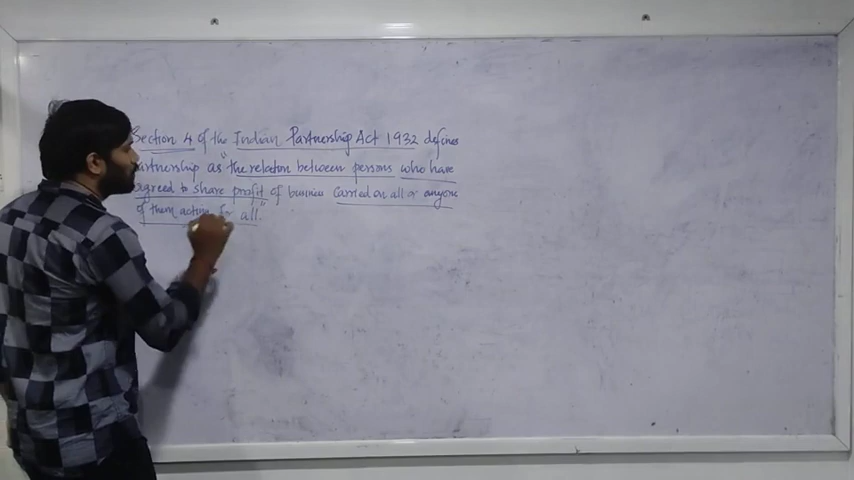 Section 4 of the Indian Partnership Act 1932 defines
Partnership as "the relation between persons who have
agreed to share profit of business Carried on all or anyone
of them acting for all"